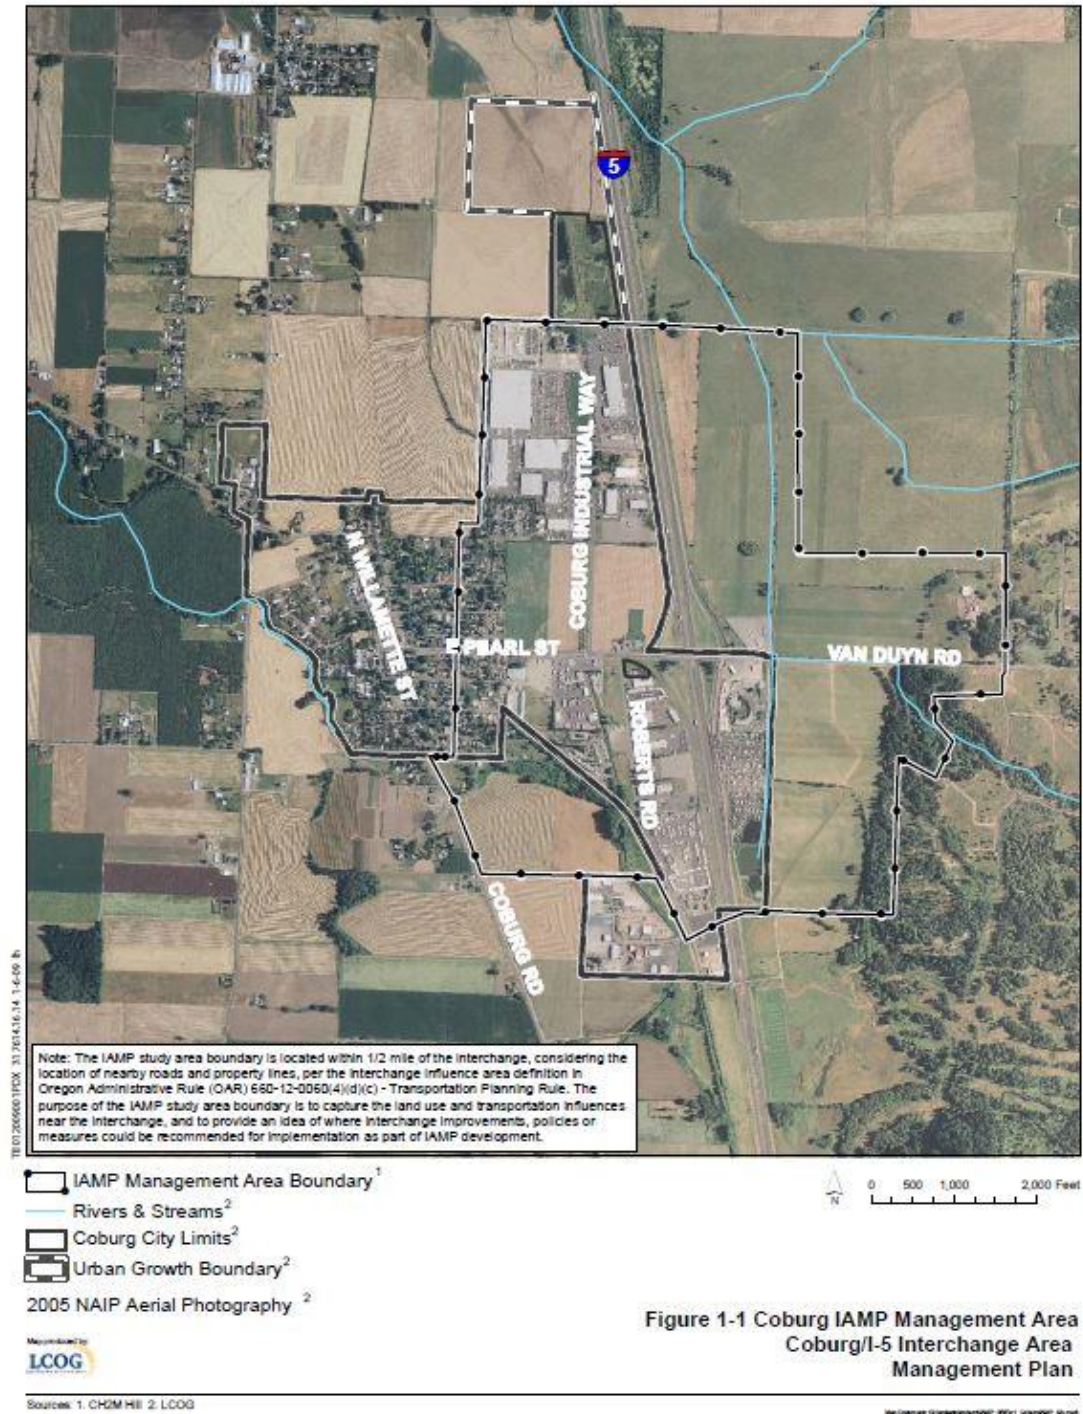 5
COBURG INDUSTRIAL WAY
N WILLAMETTE ST
E PEARL ST
VAN DUYN RD
ROBERTS RD
COBURG RD
Note: The IAMP study area boundary is located within 1/2 mile of the interchange, considering the
location of nearby roads and property lines, per the interchange influence area definition in
Oregon Administrative Rule (OAR) 660-12-0060(4)(d)(c) - Transportation Planning Rule. The
purpose of the IAMP study area boundary is to capture the land use and transportation influences
near the interchange, and to provide an idea of where interchange improvements, policies or
measures could be recommended for implementation as part of IAMP development.
IAMP Management Area Boundary 1
Rivers & Streams 2
Coburg City Limits 2
Urban Growth Boundary 2
2005 NAIP Aerial Photography 2
N
0 500 1,000 2,000 Feet
Figure 1-1 Coburg IAMP Management Area
Coburg/I-5 Interchange Area
Management Plan
Map produced by:
LCOG
Sources: 1. CH2M Hill 2. LCOG